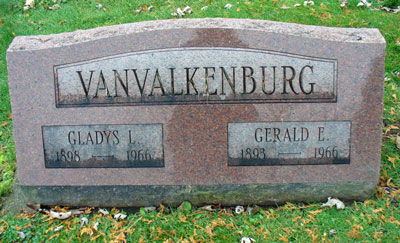 VANVALKENBURG
GLADYS L.
1898 — 1966
GERALD E.
1893 — 1966